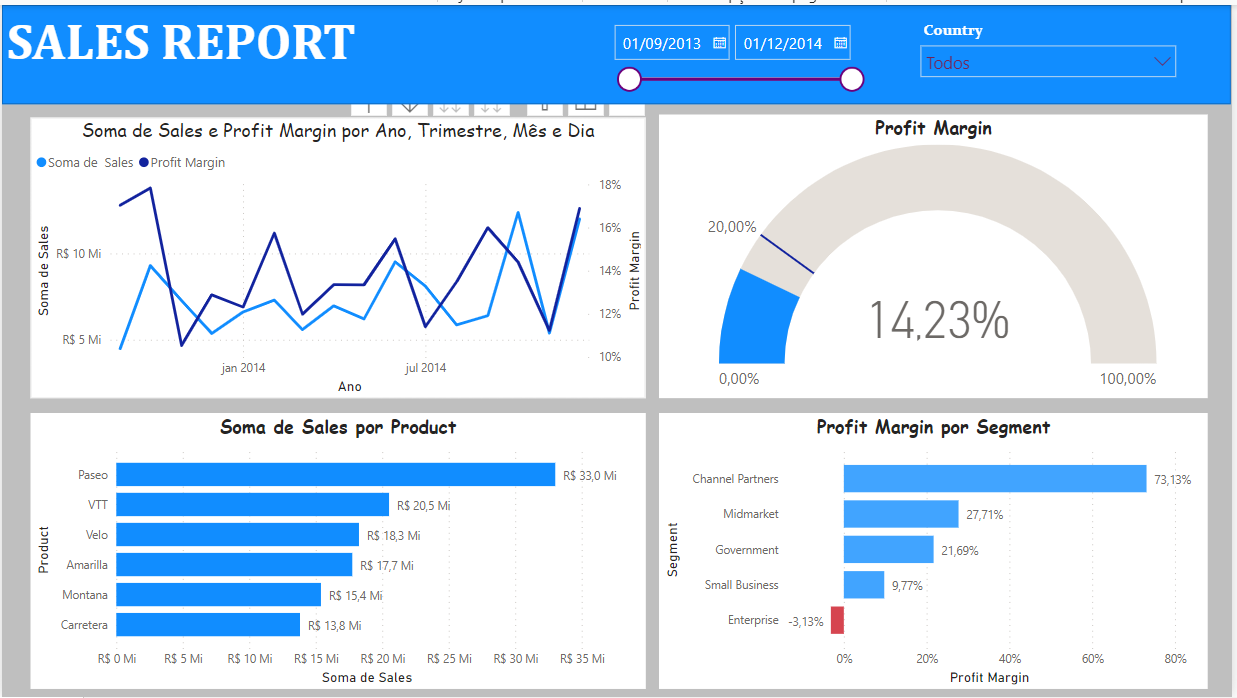 SALES REPORT
01/09/2013
01/12/2014
Country
Todos
Soma de Sales e Profit Margin por Ano, Trimestre, Mês e Dia
Soma de Sales
Profit Margin
Soma de Sales
R$ 10 Mi
R$ 5 Mi
18%
16%
14%
12%
10%
Profit Margin
jan 2014
jul 2014
Ano
Profit Margin
20,00%
14,23%
0,00%
100,00%
Soma de Sales por Product
Product
Paseo
R$ 33,0 Mi
VTT
R$ 20,5 Mi
Velo
R$ 18,3 Mi
Amarilla
R$ 17,7 Mi
Montana
R$ 15,4 Mi
Carretera
R$ 13,8 Mi
R$ 0 Mi
R$ 5 Mi
R$ 10 Mi
R$ 15 Mi
R$ 20 Mi
R$ 25 Mi
R$ 30 Mi
R$ 35 Mi
Soma de Sales
Profit Margin por Segment
Segment
Channel Partners
73,13%
Midmarket
27,71%
Government
21,69%
Small Business
9,77%
Enterprise
-3,13%
0%
20%
40%
60%
80%
Profit Margin